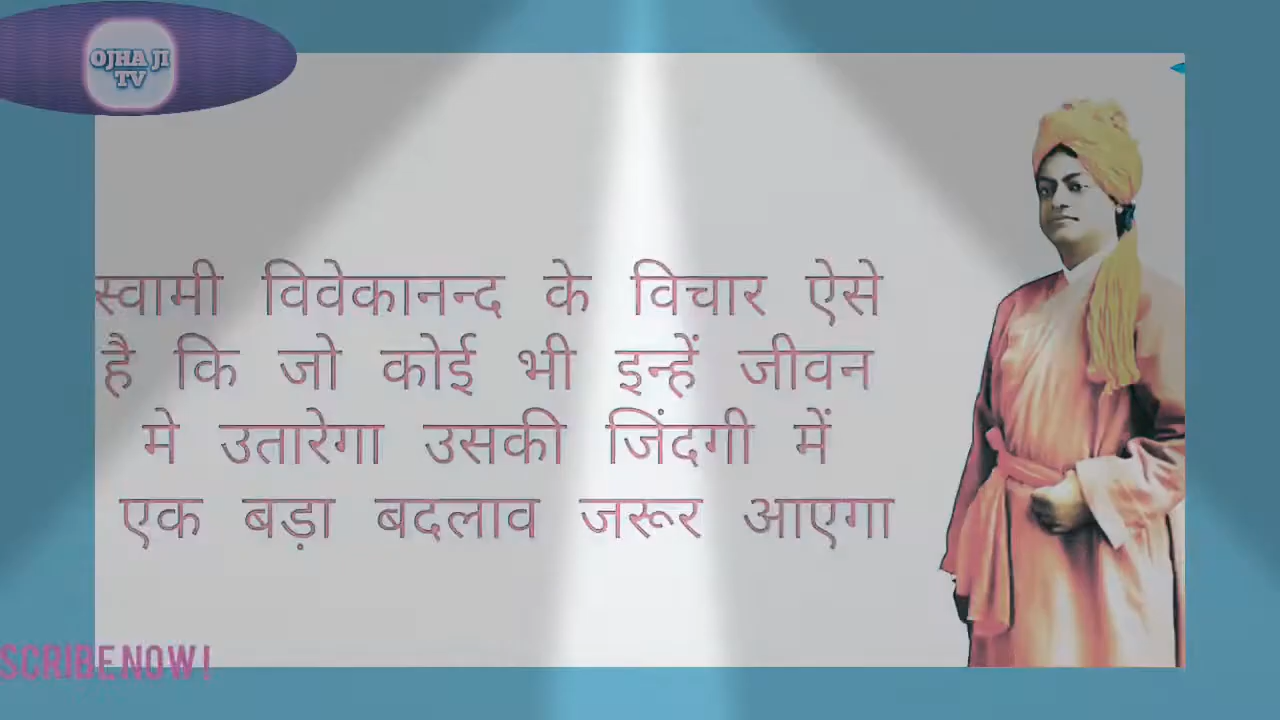 OJHA JI
TV
स्वामी विवेकानन्द के विचार ऐसे
है कि जो कोई भी इन्हें जीवन
मे उतारेगा उसकी जिंदगी में
एक बड़ा बदलाव जरूर आएगा
SCRIBE NOW!